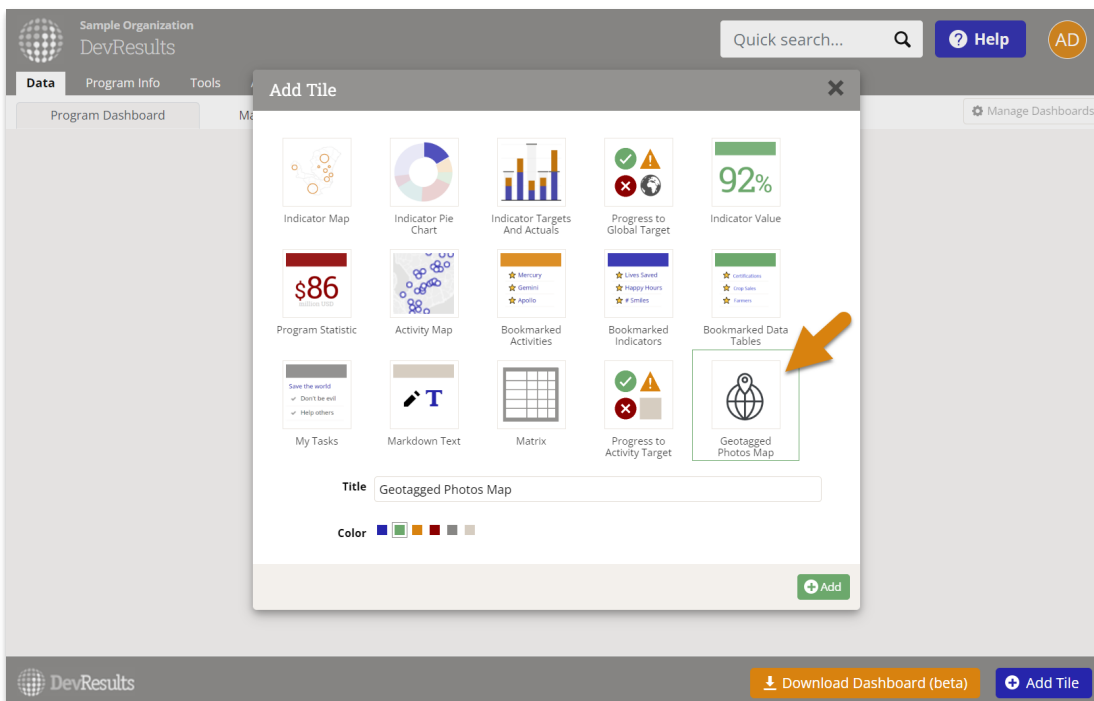 Sample Organization
DevResults
Quick search...
? Help
AD
Data
Program Info
Tools
Program Dashboard
Manage Dashboards
Add Tile
92%
Indicator Map
Indicator Pie
Chart
Indicator Targets
And Actuals
Progress to
Global Target
Indicator Value
$86
million USD
Mercury
Gemini
Apollo
Lives Saved
Happy Hours
# Smiles
Certifications
Crop Sales
Farmers
Program Statistic
Activity Map
Bookmarked
Activities
Bookmarked
Indicators
Bookmarked Data
Tables
Save the world
Don't be evil
Help others
T
My Tasks
Markdown Text
Matrix
Progress to
Activity Target
Geotagged
Photos Map
Title
Geotagged Photos Map
Color
Add
DevResults
Download Dashboard (beta)
Add Tile